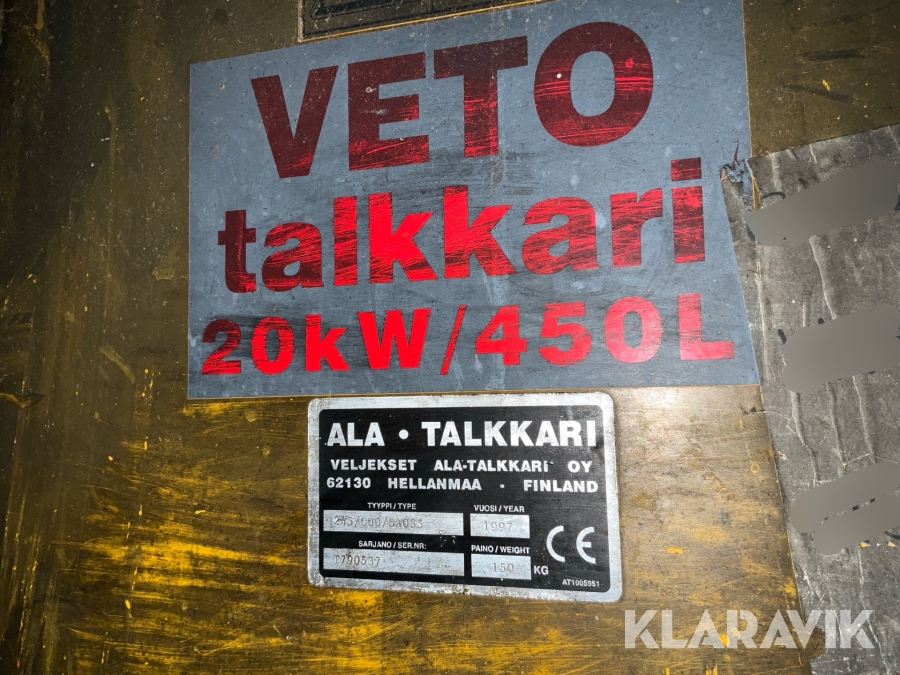 VETO
talkkari
20kW/450L
ALA · TALKKARI
VELJEKSET ALA-TALKKARI OY
62130 HELLANMAA · FINLAND
TYYPPI / TYPE
VUOSI / YEAR
1997
SARJANO / SER.NR:
T790537
PAINO / WEIGHT
150 KG
CE
AT1005951
KLARAVIK